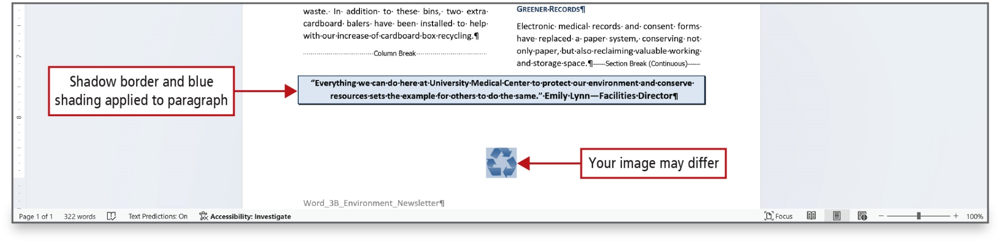 waste. In addition to these bins, two extra
cardboard balers have been installed to help
with our increase of cardboard box recycling.¶
Column Break
GREENER RECORDS¶
Electronic medical records and consent forms
have replaced a paper system, conserving not
only paper, but also reclaiming valuable working
and storage space.¶ Section Break (Continuous)
7
Shadow border and blue
shading applied to paragraph
“Everything we can do here at University Medical Center to protect our environment and conserve
resources sets the example for others to do the same.” Emily Lynn—Facilities Director¶
8
Your image may differ
Word_3B_Environment_Newsletter¶
Page 1 of 1 322 words Text Predictions: On Accessibility: Investigate Focus 100%